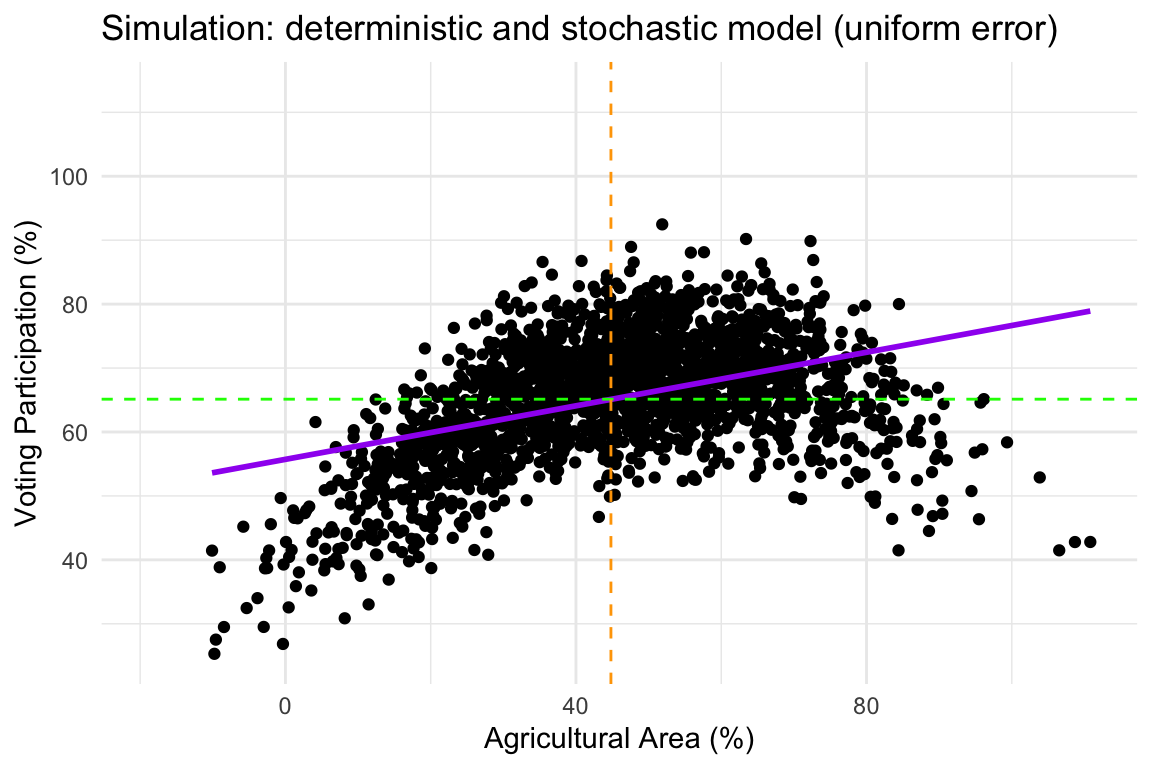 Simulation: deterministic and stochastic model (uniform error)
Voting Participation (%)
100
80
60
40
0
40
80
Agricultural Area (%)